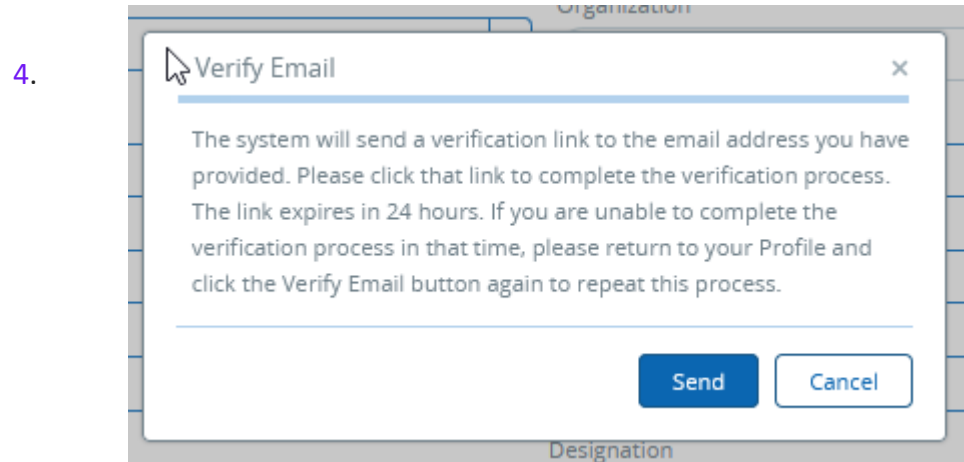 Organization
4.
Verify Email ×
The system will send a verification link to the email address you have
provided. Please click that link to complete the verification process.
The link expires in 24 hours. If you are unable to complete the
verification process in that time, please return to your Profile and
click the Verify Email button again to repeat this process.
Send Cancel
Designation